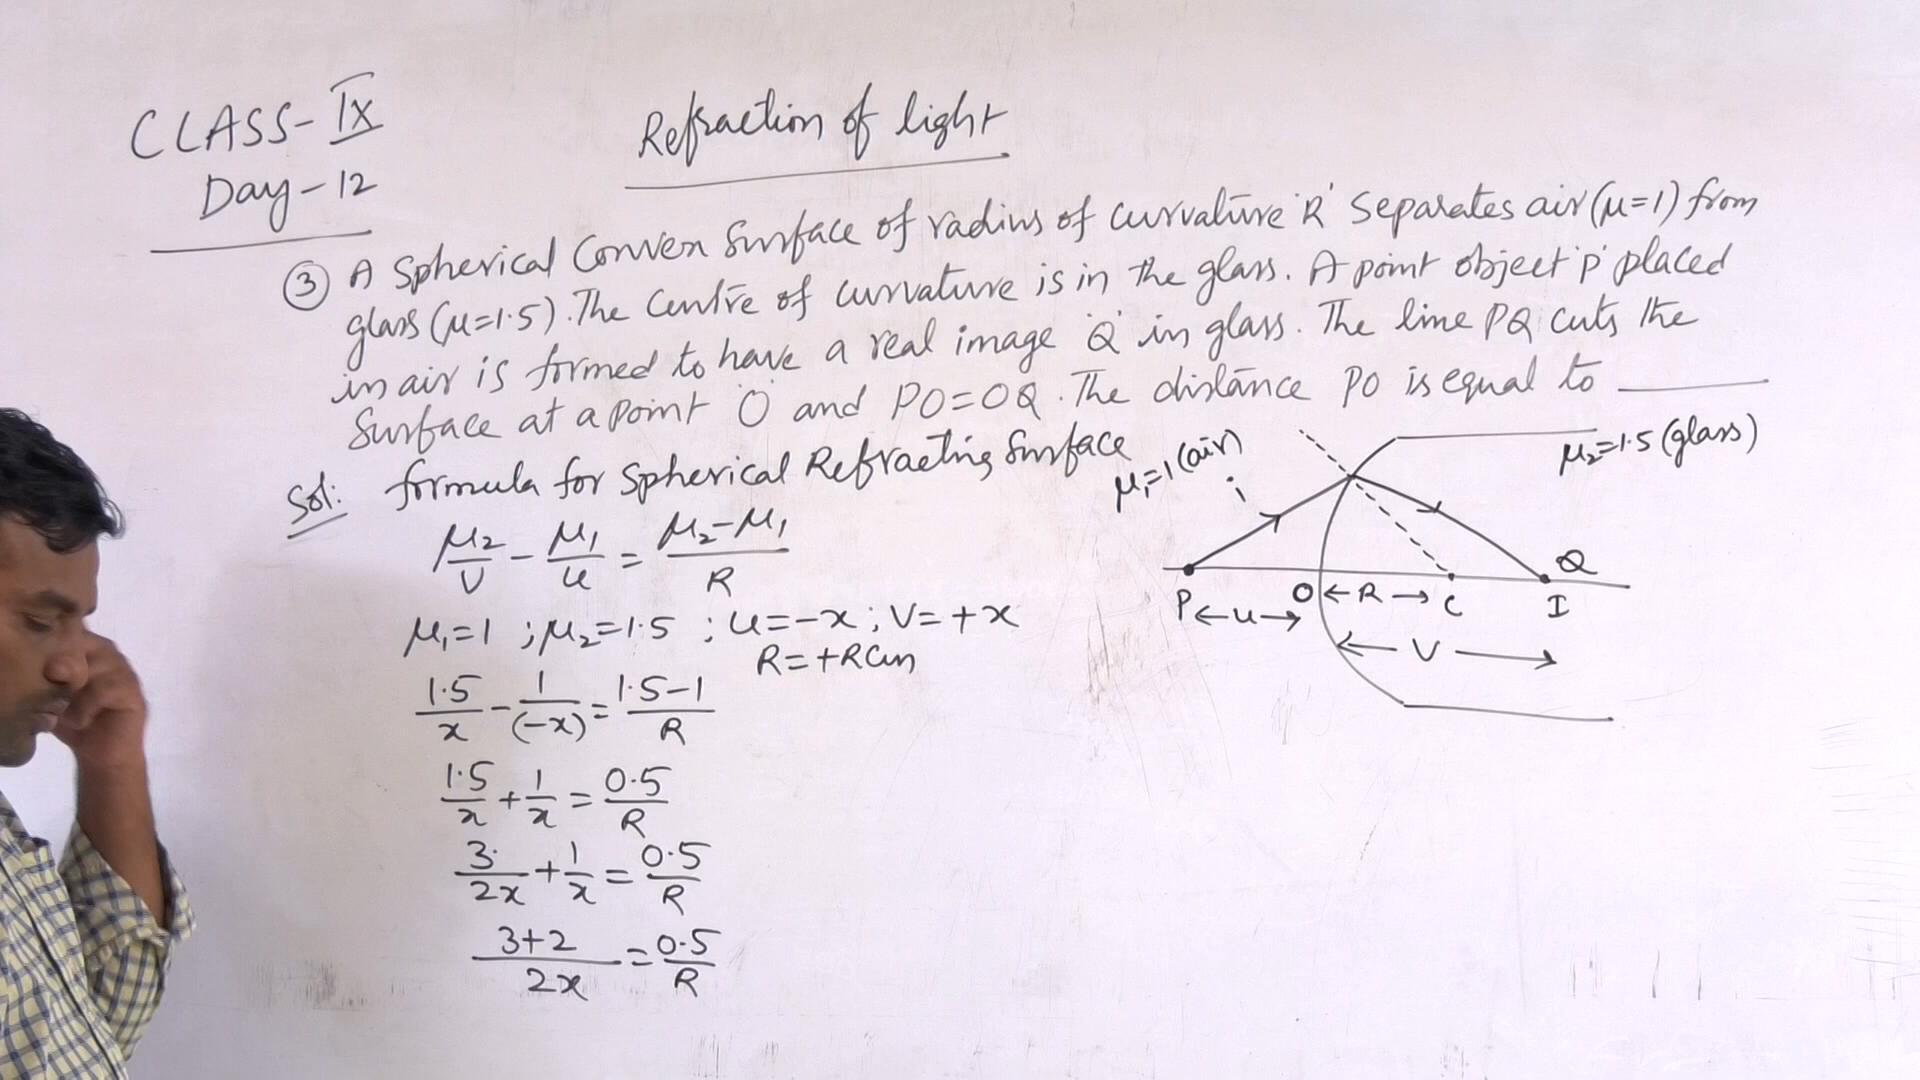 CLASS-IX
Day-12
Refraction of light
③ A Spherical Convex Surface of radius of curvature 'R' Separates air (μ=1) from
glass (μ=1.5). The Centre of curvature is in the glass. A point object 'P' placed
in air is formed to have a real image 'Q' in glass. The line PQ cuts the
Surface at a point 'O' and PO=OQ. The distance PO is equal to ______
Sol: formula for Spherical Refracting Surface
μ₂/V - μ₁/u = μ₂-μ₁/R
μ₁=1 ; μ₂=1.5 ; u=-x ; V=+x
R=+Rcm
1.5/x - 1/(-x) = 1.5-1/R
1.5/x + 1/x = 0.5/R
3/2x + 1/x = 0.5/R
3+2/2x = 0.5/R
μ₁=1 (air)
μ₂=1.5 (glass)
i
Q
P O ←R→ C I
←u→
← V →